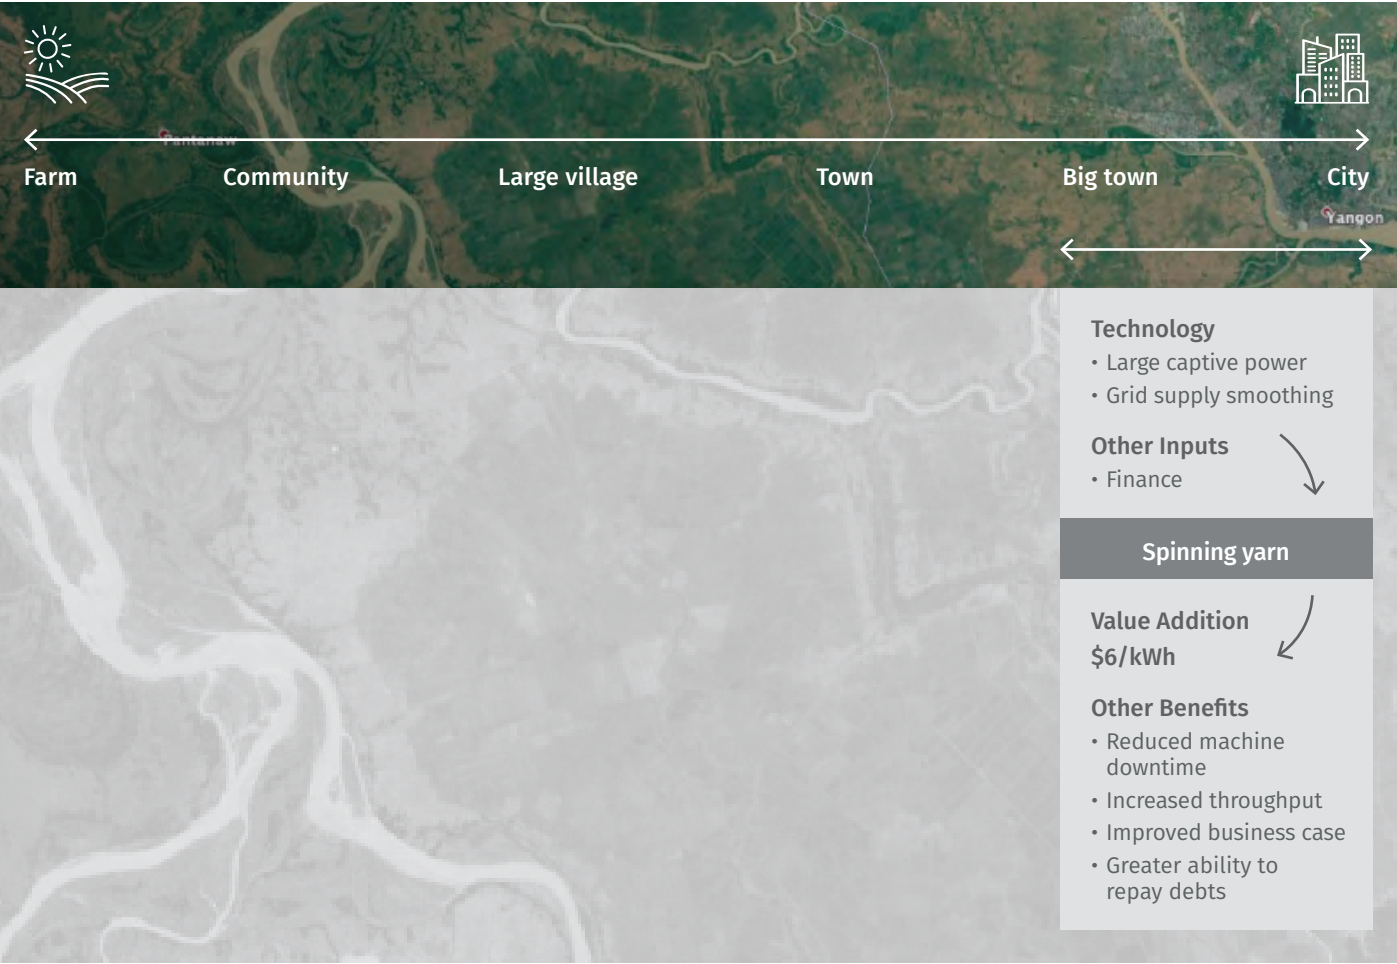 Pantanaw
Farm
Community
Large village
Town
Big town
City
Yangon
Technology
• Large captive power
• Grid supply smoothing
Other Inputs
• Finance
Spinning yarn
Value Addition
$6/kWh
Other Benefits
• Reduced machine
downtime
• Increased throughput
• Improved business case
• Greater ability to
repay debts